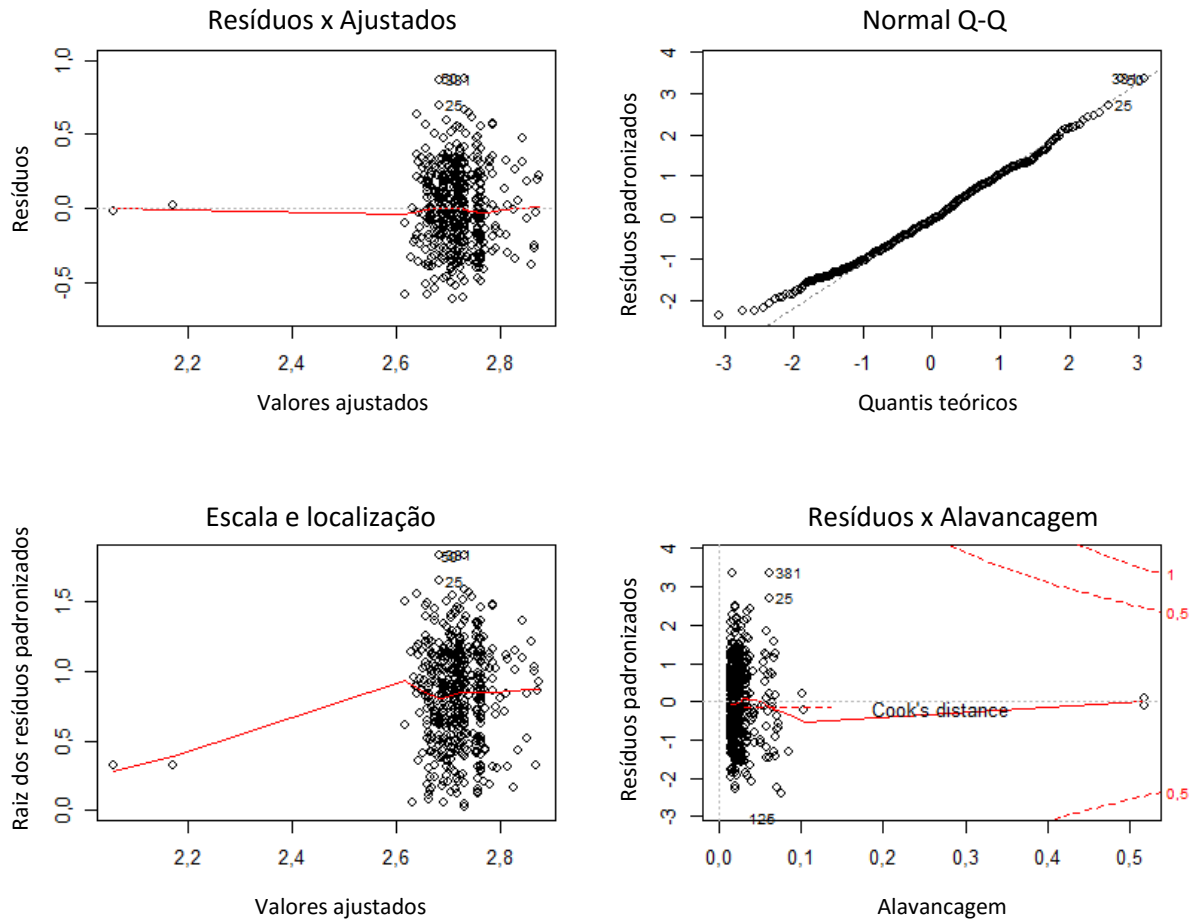 Resíduos x Ajustados
Resíduos
1,0
0,5
0,0
-0,5
381
25
2,2 2,4 2,6 2,8
Valores ajustados
Normal Q-Q
Resíduos padronizados
4
3
2
1
0
-1
-2
381
50
25
-3 -2 -1 0 1 2 3
Quantis teóricos
Escala e localização
Raiz dos resíduos padronizados
1,5
1,0
0,5
0,0
381
25
2,2 2,4 2,6 2,8
Valores ajustados
Resíduos x Alavancagem
Resíduos padronizados
4
3
2
1
0
-1
-2
-3
381
25
Cook's distance
125
1
0,5
0,5
0,0 0,1 0,2 0,3 0,4 0,5
Alavancagem